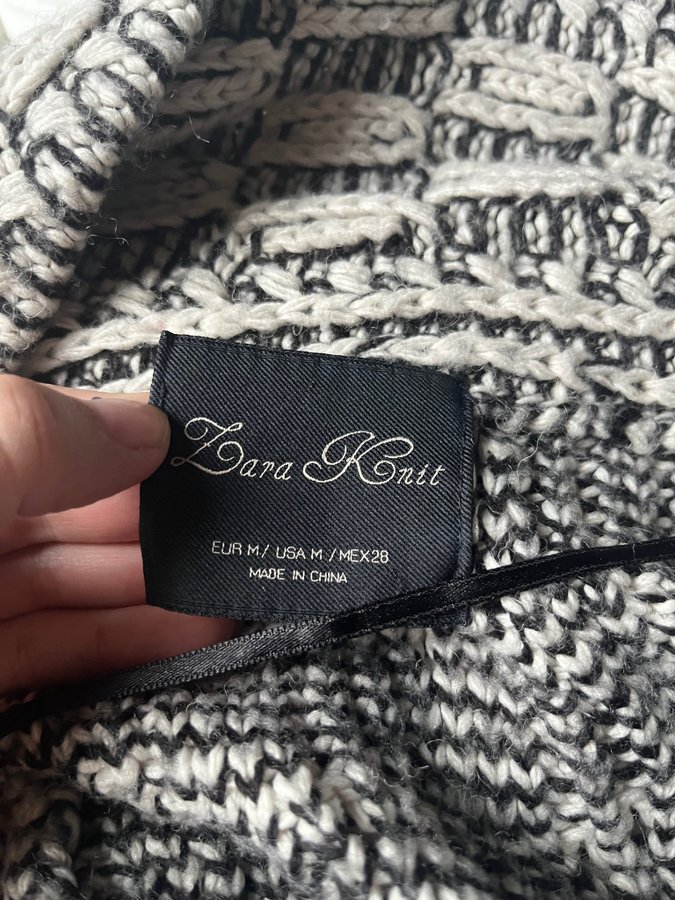 Zara Knit
EUR M / USA M / MEX 28
MADE IN CHINA